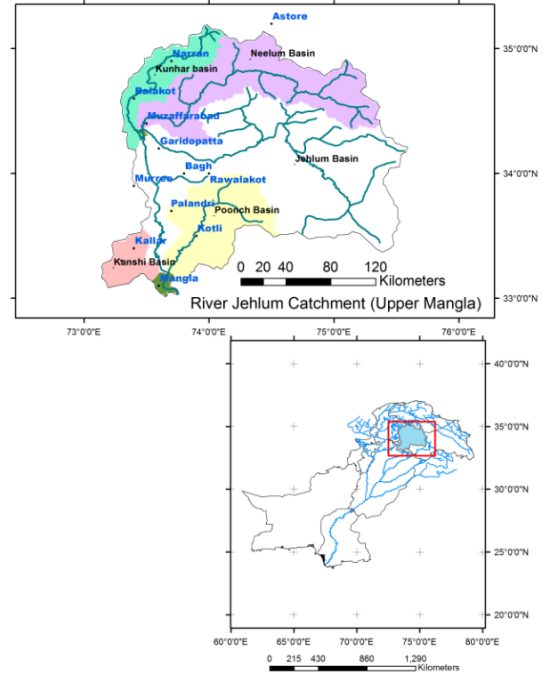 Astore
35°0'0"N
Narran
Neelum Basin
Kunhar basin
Balakot
Muzaffarabad
Garidopatta
Jehlum Basin
Bagh
34°0'0"N
Murree
Rawalakot
Palandri
Poonch Basin
Kotli
Kallar
Kanshi Basin
Mangla
0 20 40 80 120
Kilometers
River Jehlum Catchment (Upper Mangla)
33°0'0"N
73°0'0"E 74°0'0"E 75°0'0"E 76°0'0"E
40°0'0"N
35°0'0"N
30°0'0"N
25°0'0"N
20°0'0"N
60°0'0"E 65°0'0"E 70°0'0"E 75°0'0"E 80°0'0"E
0 215 430 860 1,290
Kilometers